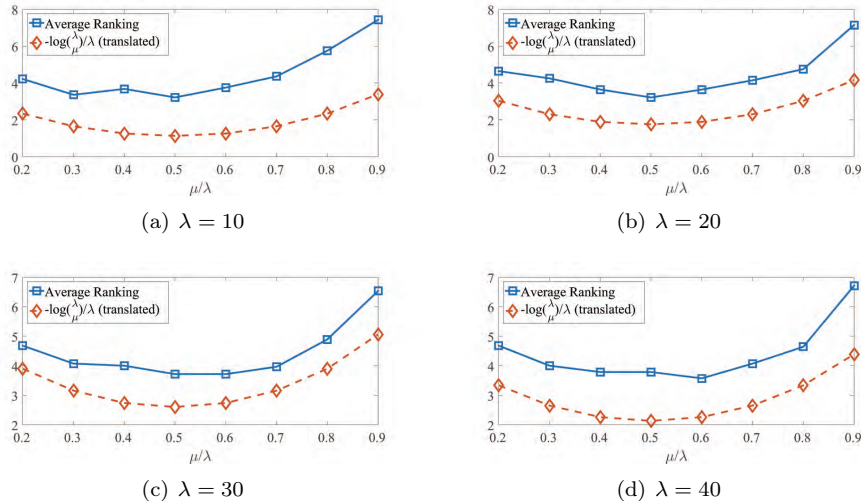 8
6
4
2
0
Average Ranking
-log(λ μ)/λ (translated)
0.2 0.3 0.4 0.5 0.6 0.7 0.8 0.9
μ/λ
(a) λ = 10
8
6
4
2
0
Average Ranking
-log(λ μ)/λ (translated)
0.2 0.3 0.4 0.5 0.6 0.7 0.8 0.9
μ/λ
(b) λ = 20
7
6
5
4
3
2
Average Ranking
-log(λ μ)/λ (translated)
0.2 0.3 0.4 0.5 0.6 0.7 0.8 0.9
μ/λ
(c) λ = 30
7
6
5
4
3
2
Average Ranking
-log(λ μ)/λ (translated)
0.2 0.3 0.4 0.5 0.6 0.7 0.8 0.9
μ/λ
(d) λ = 40